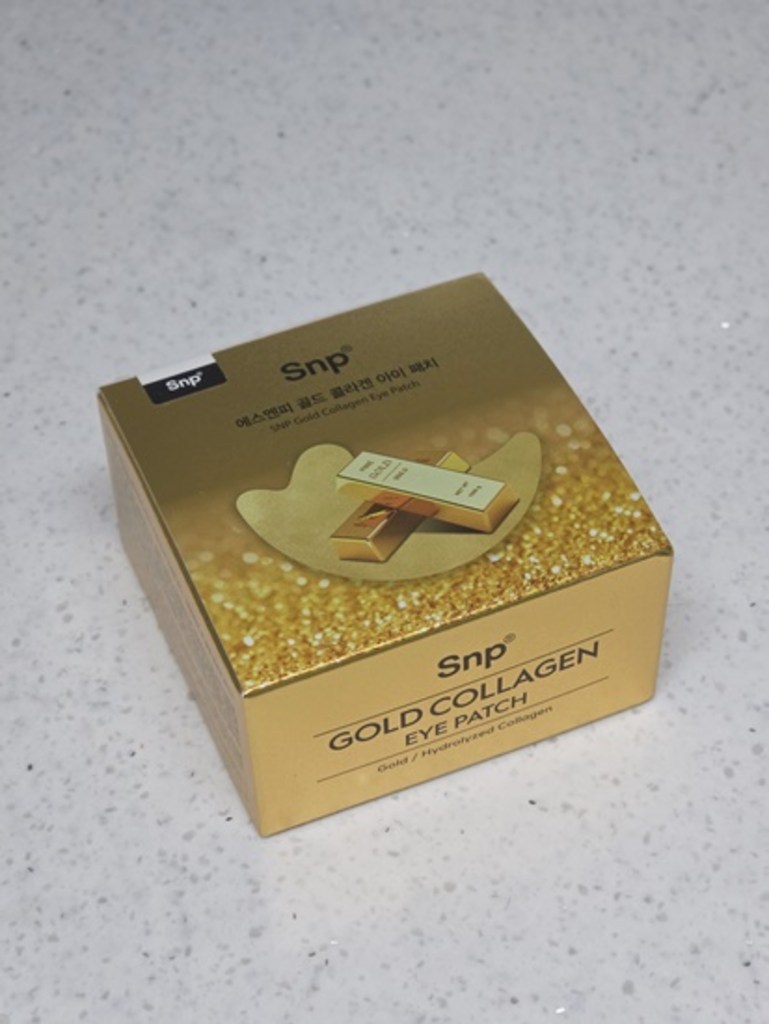 Snp®
Snp®
에스엔피 골드 콜라겐 아이 패치
SNP Gold Collagen Eye Patch
GOLD
Snp®
GOLD COLLAGEN
EYE PATCH
Gold / Hydrolyzed Collagen